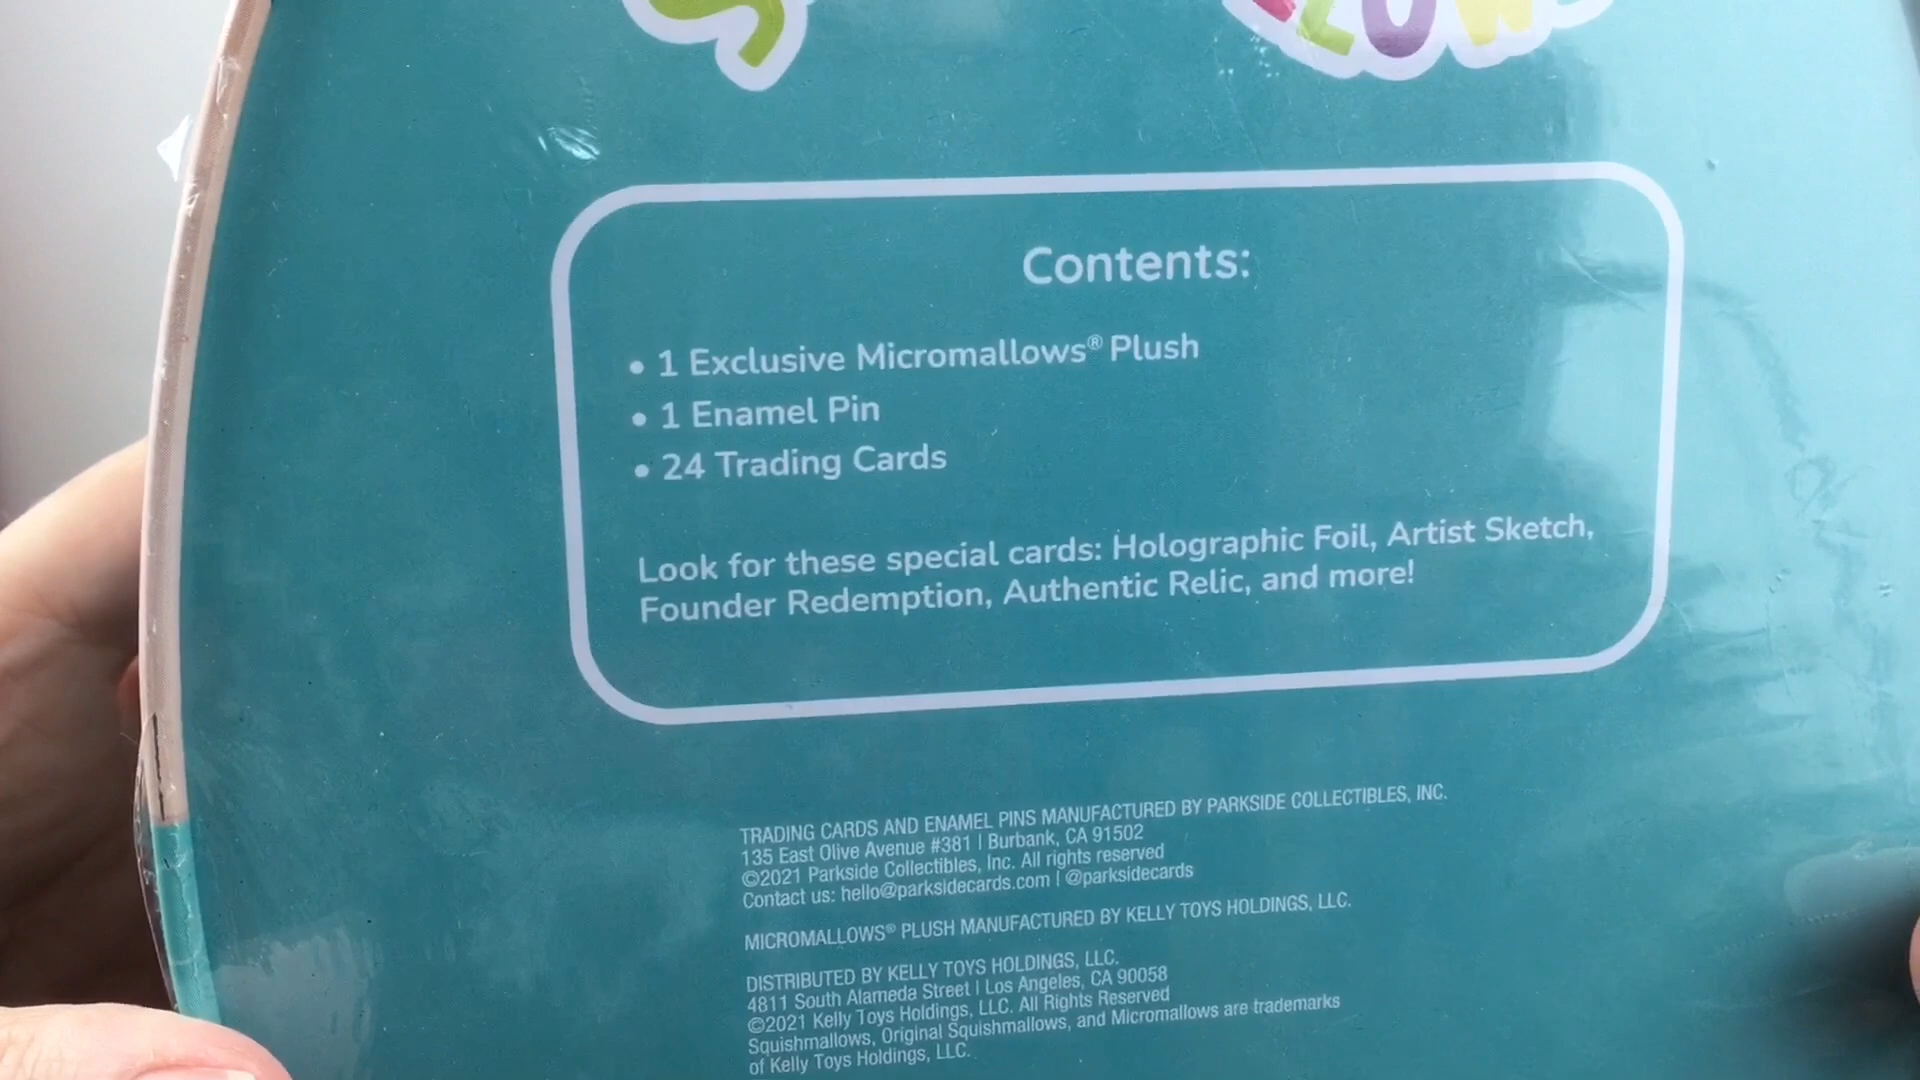 Contents:
• 1 Exclusive Micromallows® Plush
• 1 Enamel Pin
• 24 Trading Cards
Look for these special cards: Holographic Foil, Artist Sketch,
Founder Redemption, Authentic Relic, and more!
TRADING CARDS AND ENAMEL PINS MANUFACTURED BY PARKSIDE COLLECTIBLES, INC.
135 East Olive Avenue #381 | Burbank, CA 91502
©2021 Parkside Collectibles, Inc. All rights reserved
Contact us: hello@parksidecards.com | @parksidecards
MICROMALLOWS® PLUSH MANUFACTURED BY KELLY TOYS HOLDINGS, LLC.
DISTRIBUTED BY KELLY TOYS HOLDINGS, LLC.
4811 South Alameda Street | Los Angeles, CA 90058
©2021 Kelly Toys Holdings, LLC. All Rights Reserved
Squishmallows, Original Squishmallows, and Micromallows are trademarks
of Kelly Toys Holdings, LLC.